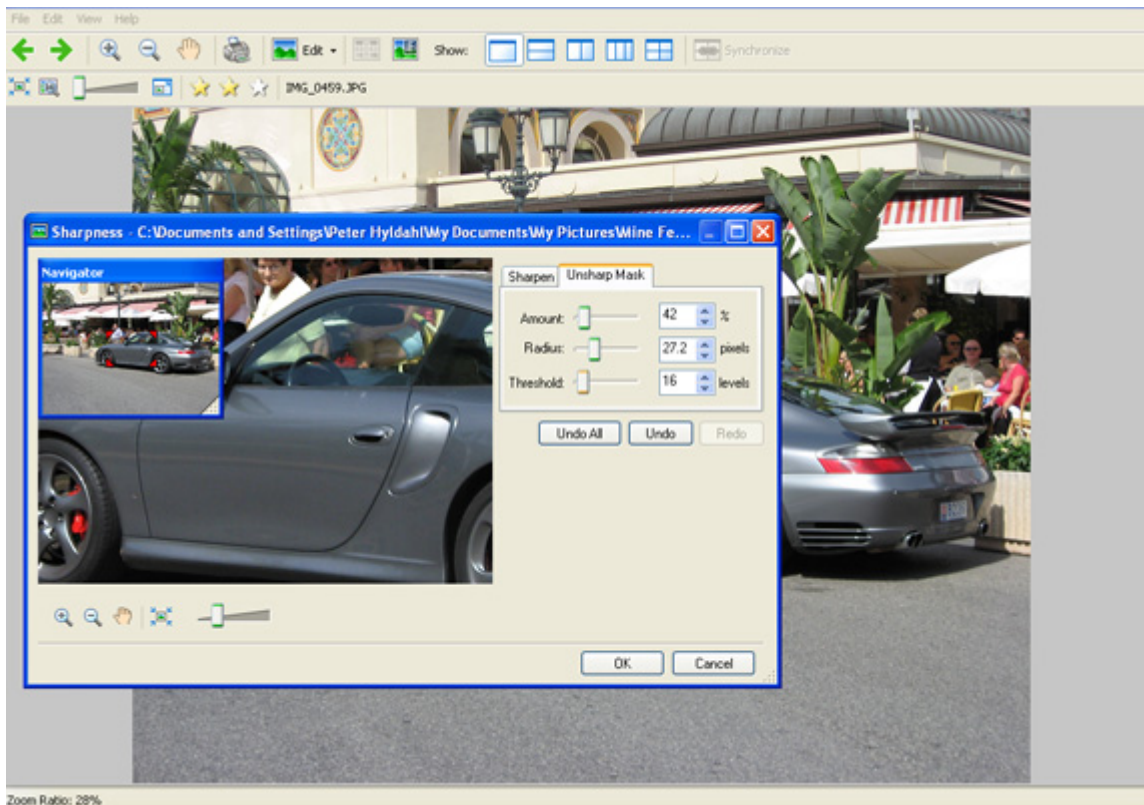 File Edit View Help
Edit Show: Synchronize
IMG_0459.JPG
Sharpness - C:\Documents and Settings\Peter Hyldahl\My Documents\My Pictures\Mine Fe...
Navigator
Sharpen Unsharp Mask
Amount: 42 %
Radius: 27.2 pixels
Threshold: 16 levels
Undo All Undo Redo
OK Cancel
Zoom Ratio: 28%